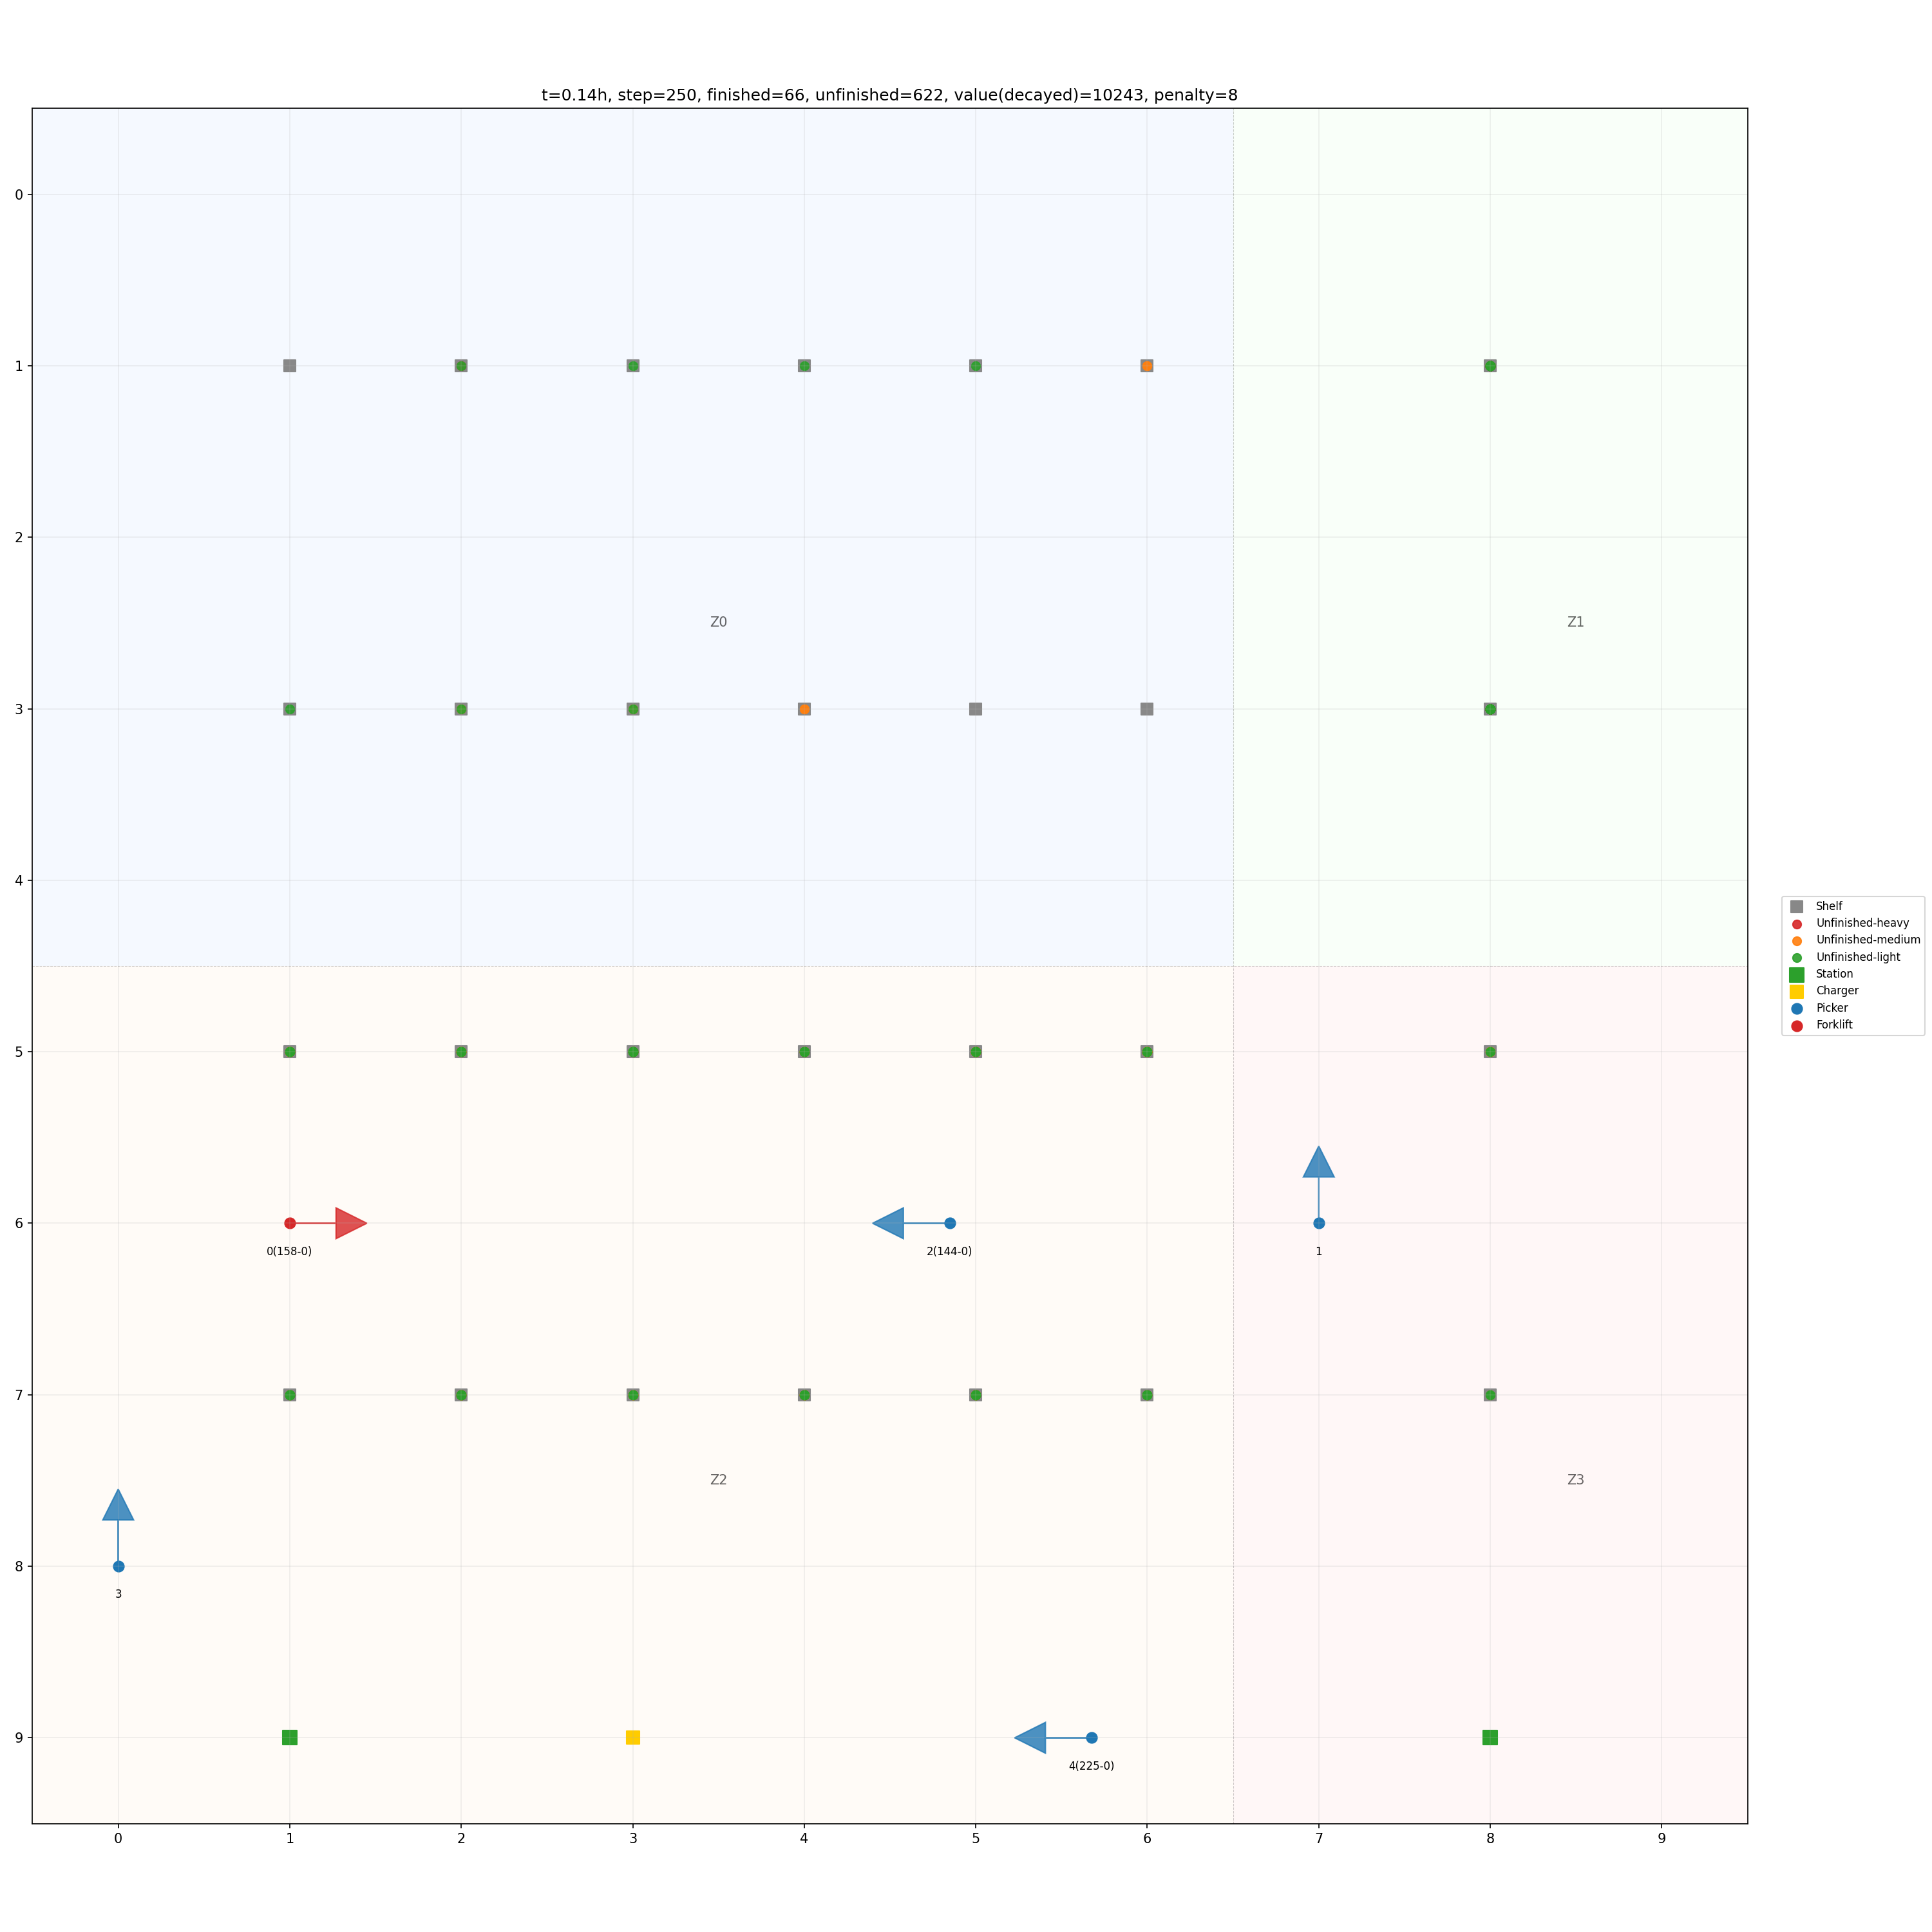 t=0.14h, step=250, finished=66, unfinished=622, value(decayed)=10243, penalty=8
0
1
2
Z0 Z1
3
4
Shelf
Unfinished-heavy
Unfinished-medium
Unfinished-light
Station
Charger
Picker
Forklift
5
6
0(158-0) 2(144-0) 1
7
Z2 Z3
8
3
9
4(225-0)
0 1 2 3 4 5 6 7 8 9